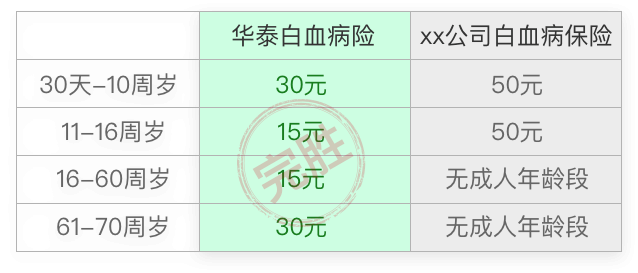 华泰白血病险 xx公司白血病保险
30天-10周岁 30元 50元
11-16周岁 15元 50元
16-60周岁 15元 无成人年龄段
61-70周岁 30元 无成人年龄段
完胜